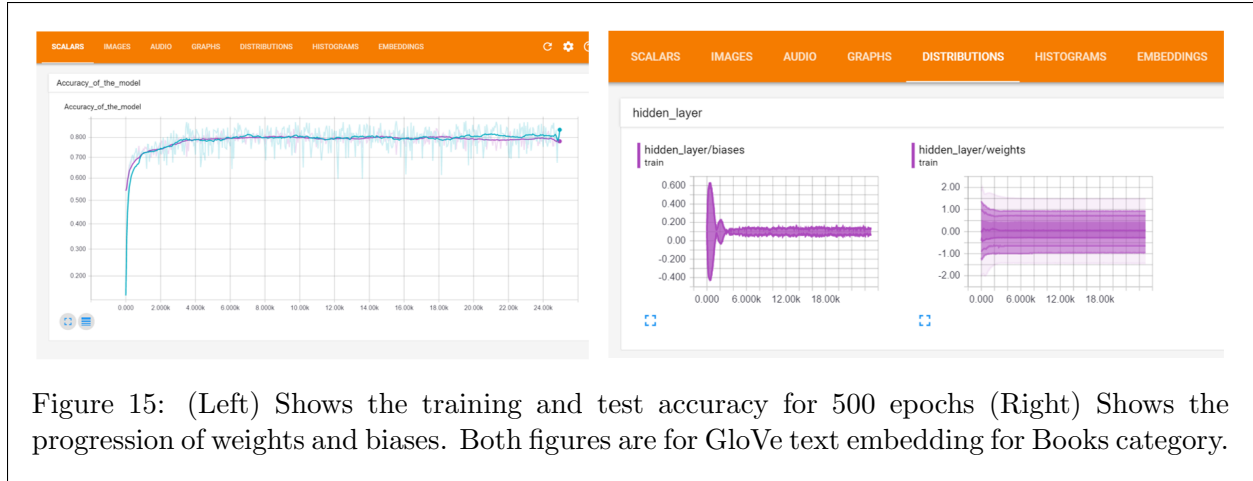 SCALARS IMAGES AUDIO GRAPHS DISTRIBUTIONS HISTOGRAMS EMBEDDINGS
Accuracy_of_the_model
Accuracy_of_the_model
0.800
0.700
0.600
0.500
0.400
0.300
0.200
0.000 2.000k 4.000k 6.000k 8.000k 10.00k 12.00k 14.00k 16.00k 18.00k 20.00k 22.00k 24.00k
SCALARS IMAGES AUDIO GRAPHS DISTRIBUTIONS HISTOGRAMS EMBEDDINGS
hidden_layer
hidden_layer/biases
train
0.600
0.400
0.200
0.00
-0.200
-0.400
0.000 6.000k 12.00k 18.00k
hidden_layer/weights
train
2.00
1.00
0.00
-1.00
-2.00
0.000 6.000k 12.00k 18.00k
Figure 15: (Left) Shows the training and test accuracy for 500 epochs (Right) Shows the
progression of weights and biases. Both figures are for GloVe text embedding for Books category.